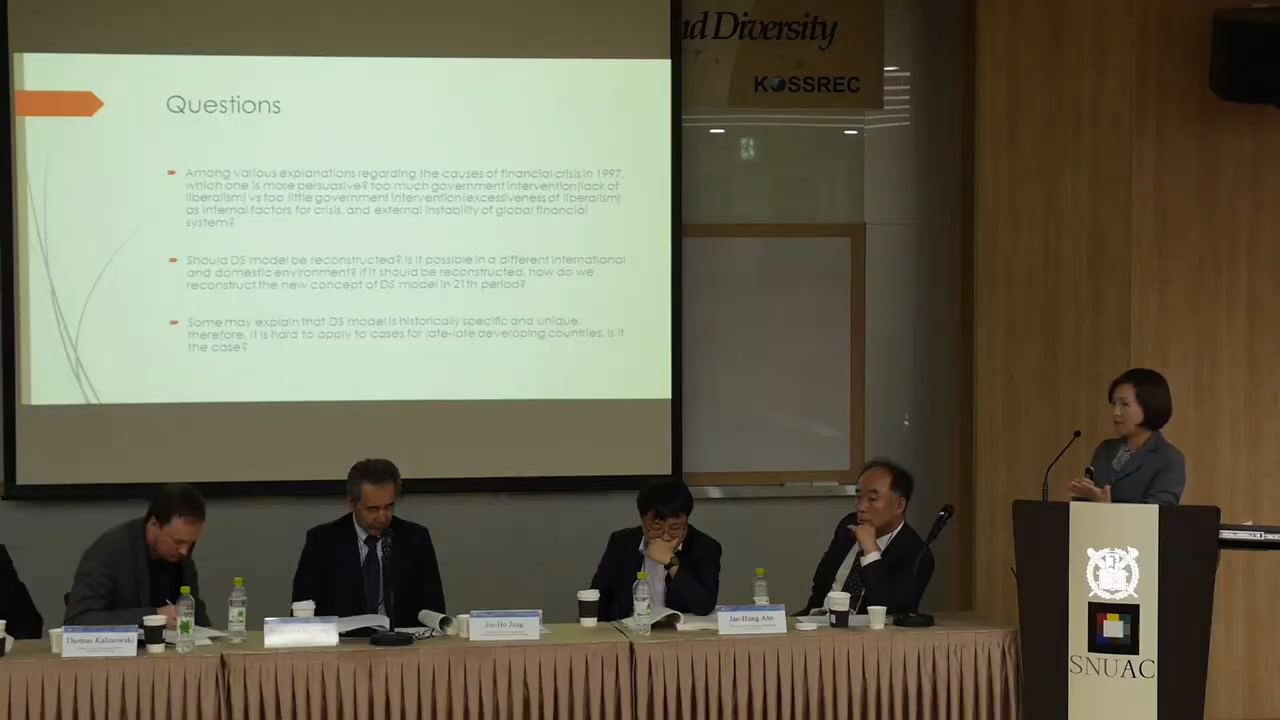 nd Diversity
KOSSREC
Questions
Among various explanations regarding the causes of financial crisis in 1997,
which one is more persuasive? too much government intervention(lack of
liberalism) vs too little government intervention(excessiveness of liberalism)
as internal factors for crisis, and external instability of global financial
system?
Should DS model be reconstructed? Is it possible in a different international
and domestic environment? If it should be reconstructed, how do we
reconstruct the new concept of DS model in 21th period?
Some may explain that DS model is historically specific and unique,
therefore, it is hard to apply to cases for late-late developing countries, is it
the case?
Thomas Kalinowski
Jin-Ho Jang
Jae-Hung Ahn
SNUAC